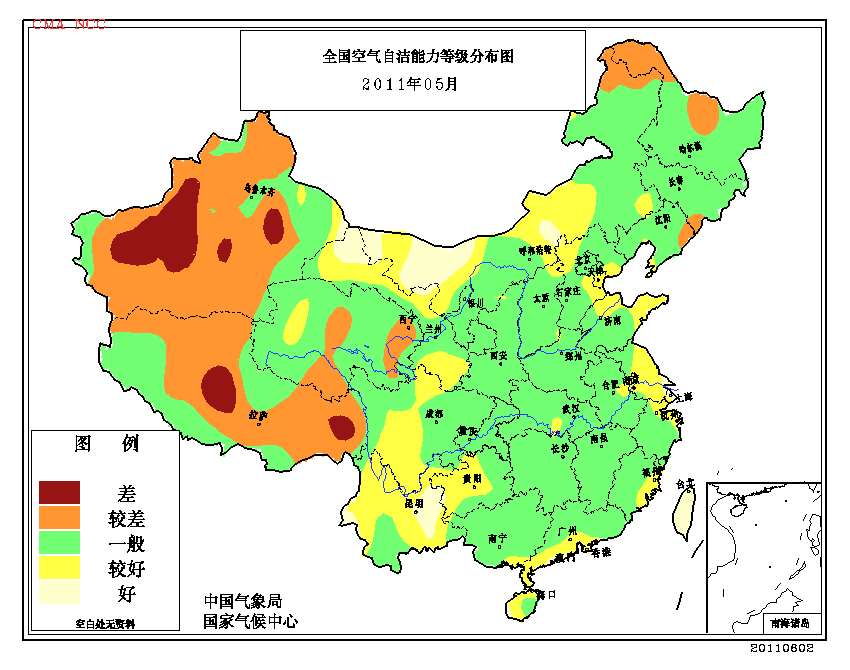 CMA NCC
全国空气自洁能力等级分布图
2011年05月
哈尔滨
长春
乌鲁木齐
沈阳
呼和浩特
北京
天津
银川
太原
石家庄
西宁
兰州
济南
西安
郑州
合肥
南京
上海
拉萨
成都
武汉
杭州
重庆
长沙
南昌
贵阳
福州
台北
昆明
广州
南宁
澳门
香港
海口
图 例
差
较差
一般
较好
好
空白处无资料
中国气象局
国家气候中心
南海诸岛
20110602